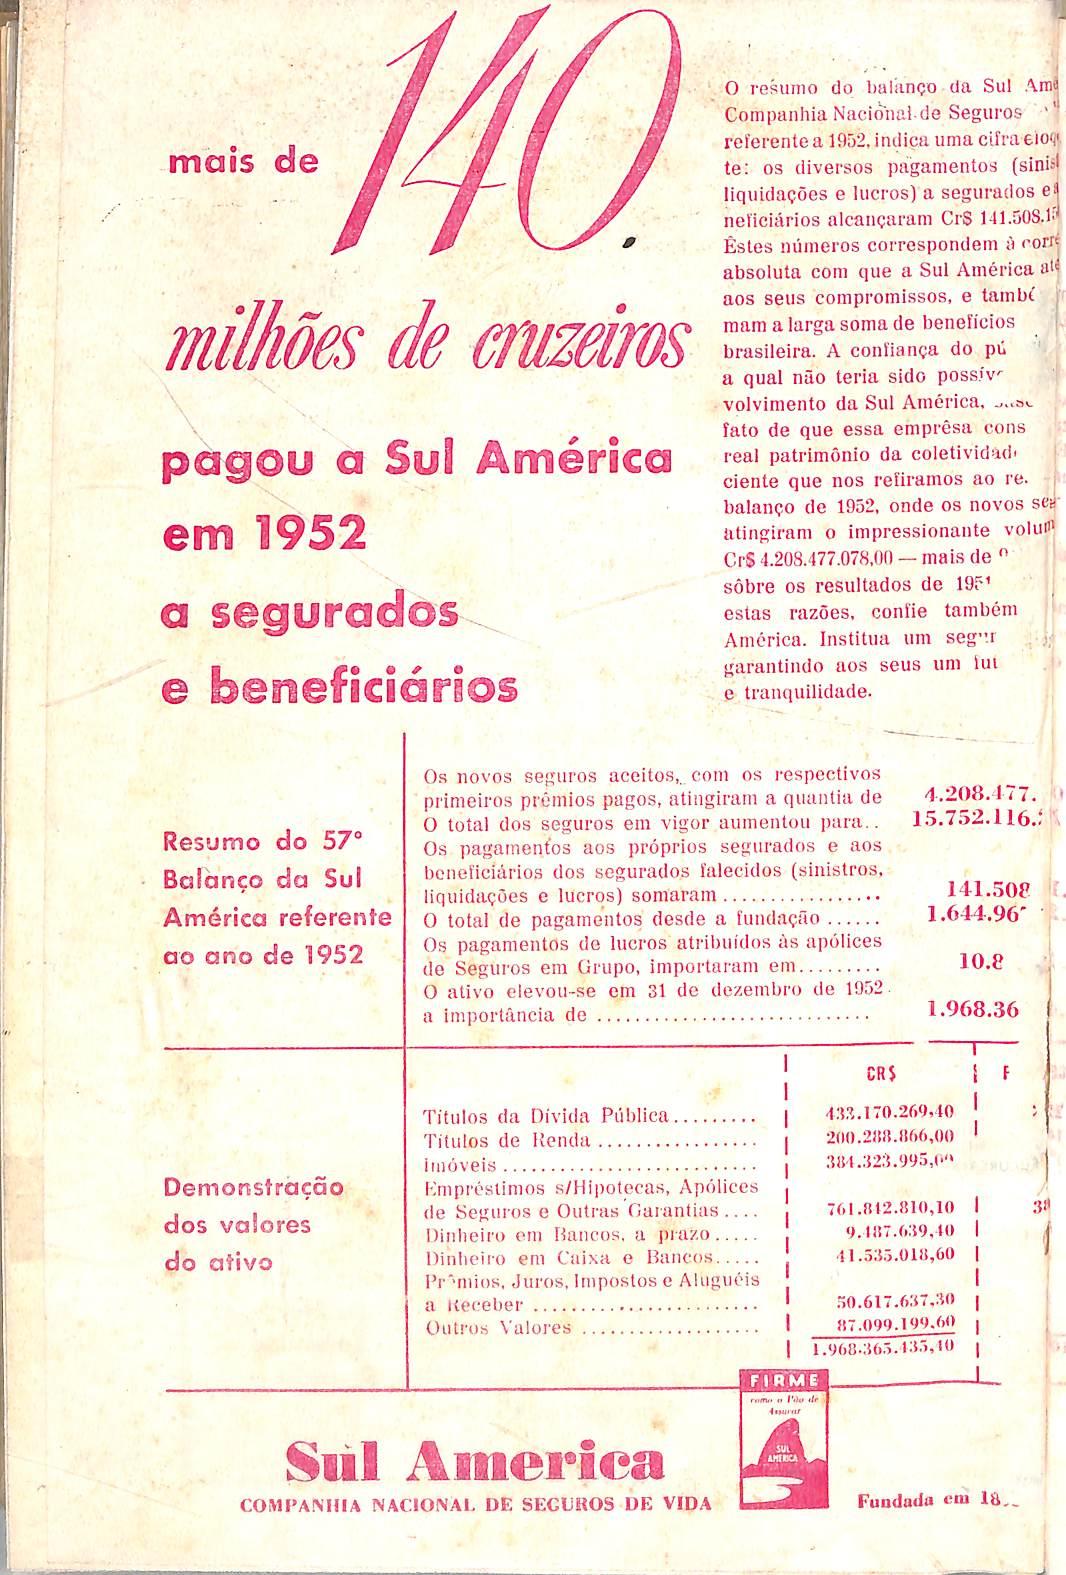 mais de 140.
milhões de cruzeiros
pagou a Sul América
em 1952
a segurados
e beneficiários
O resumo do balanço da Sul
Companhia Nacional de Seguros
referente a 1952, indica uma cifra
te: os diversos pagamentos
liquidações e lucros) a segurados e
neficiários alcançaram Cr$
Êstes números correspondem à
absoluta com que a Sul América
aos seus compromissos, e
mam a larga soma de benefícios
brasileira. A confiança do
a qual não teria sido
volvimento da Sul América,
fato de que essa emprêsa
real patrimônio da
ciente que nos refiramos ao
balanço de 1952, onde os novos
atingiram o impressionante
Cr$ 4.208.477.078,00 — mais de
sôbre os resultados de
estas razões, confie também
América. Institua um
garantindo aos seus um
e tranquilidade.
Resumo do 57°
Balanço da Sul
América referente
ao ano de 1952
Os novos seguros aceitos, com os respectivos
primeiros prêmios pagos, atingiram a quantia de 4.208.477.
O total dos seguros em vigor aumentou para.. 15.752.116.
Os pagamentos aos próprios segurados e aos
beneficiários dos segurados falecidos (sinistros,
liquidações e lucros) somaram ................ 141.508
O total de pagamentos desde a fundação ...... 1.644.96
Os pagamentos de lucros atribuídos às apólices
de Seguros em Grupo, importaram em......... 10.8
O ativo elevou-se em 31 de dezembro de 1952
a importância de ............................ 1.968.36
Demonstração
dos valores
do ativo
CR$
Títulos da Dívida Pública......... 433.170.269,40
Títulos de Renda ................. 200.288.866,00
Imóveis .......................... 384.323.995,
Empréstimos s/Hipotecas, Apólices
de Seguros e Outras Garantias .... 761.842.810,10
Dinheiro em Bancos, a prazo..... 9.487.639,40
Dinheiro em Caixa e Bancos..... 41.535.018,60
Prêmios, Juros, Impostos e Aluguéis
a Receber ........................ 50.617.637,30
Outros Valores ................... 87.099.199,60
1.968.365.435,40
FIRME
como o Pão de
Assucar
SUL
AMERICA
Sul America
COMPANHIA NACIONAL DE SEGUROS DE VIDA
Fundada em 18